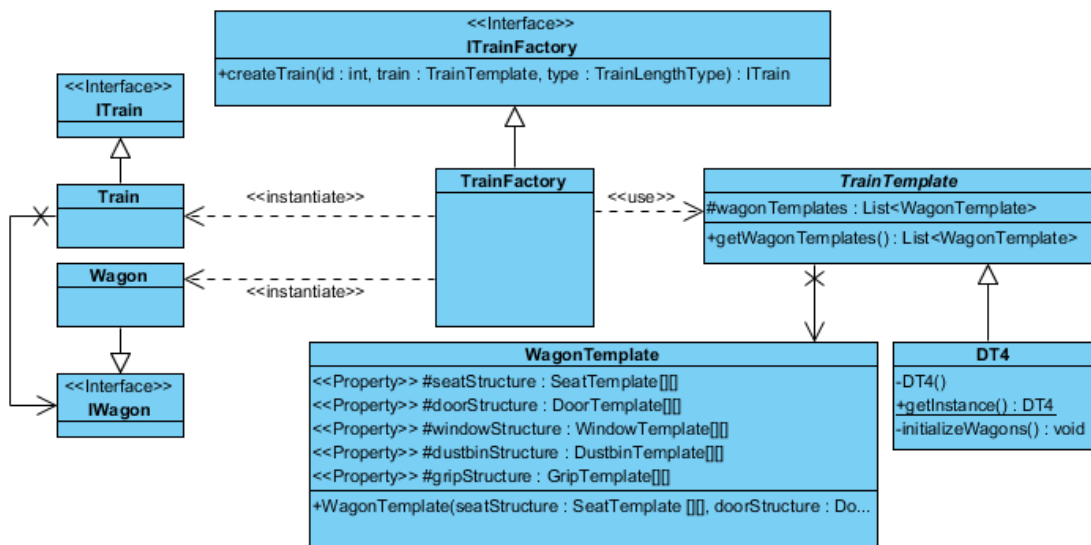 <<Interface>>
ITrainFactory
+createTrain(id : int, train : TrainTemplate, type : TrainLengthType) : ITrain
<<Interface>>
ITrain
Train
<<instantiate>>
TrainFactory
<<use>>
TrainTemplate
#wagonTemplates : List<WagonTemplate>
+getWagonTemplates() : List<WagonTemplate>
Wagon
<<instantiate>>
<<Interface>>
IWagon
WagonTemplate
<<Property>> #seatStructure : SeatTemplate[][]
<<Property>> #doorStructure : DoorTemplate[][]
<<Property>> #windowStructure : WindowTemplate[][]
<<Property>> #dustbinStructure : DustbinTemplate[][]
<<Property>> #gripStructure : GripTemplate[][]
+WagonTemplate(seatStructure : SeatTemplate [][], doorStructure : Do...
DT4
-DT4()
+getInstance() : DT4
-initializeWagons() : void